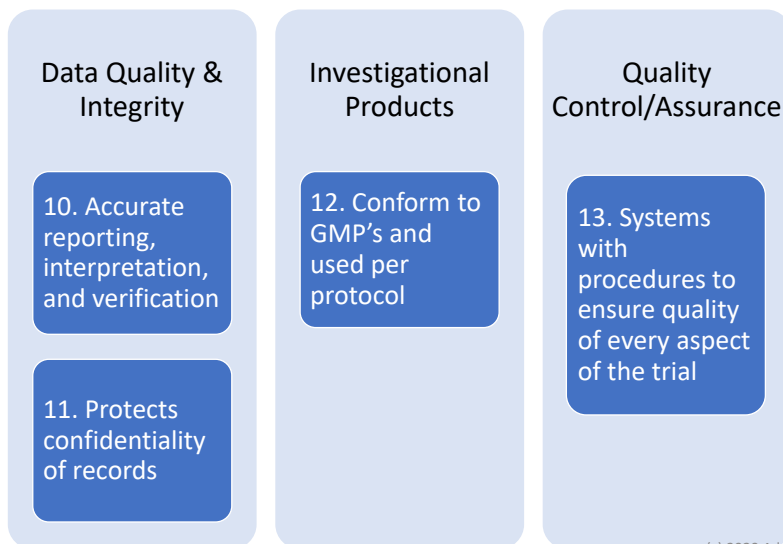 Data Quality &
Integrity
10. Accurate
reporting,
interpretation,
and verification
11. Protects
confidentiality
of records
Investigational
Products
12. Conform to
GMP’s and
used per
protocol
Quality
Control/Assurance
13. Systems
with
procedures to
ensure quality
of every aspect
of the trial